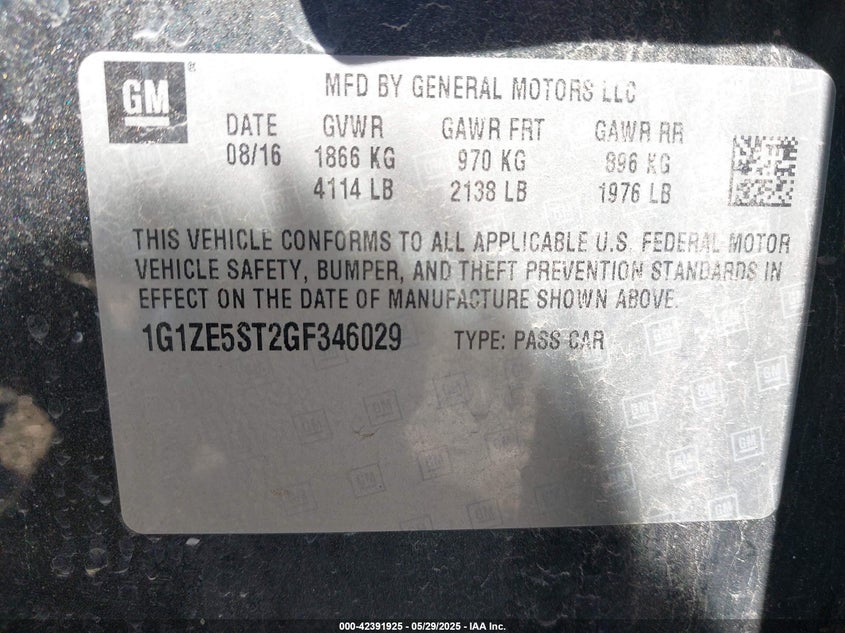 GM ®
MFD BY GENERAL MOTORS LLC
DATE GVWR GAWR FRT GAWR RR
08/16 1866 KG 970 KG 896 KG
4114 LB 2138 LB 1976 LB
THIS VEHICLE CONFORMS TO ALL APPLICABLE U.S. FEDERAL MOTOR
VEHICLE SAFETY, BUMPER, AND THEFT PREVENTION STANDARDS IN
EFFECT ON THE DATE OF MANUFACTURE SHOWN ABOVE.
1G1ZE5ST2GF346029 TYPE: PASS CAR
000-42391925 - 05/29/2025 - IAA Inc.